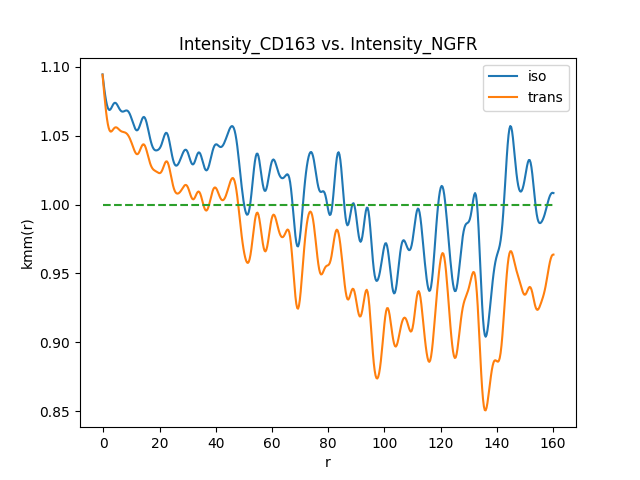 Intensity_CD163 vs. Intensity_NGFR
iso
trans
1.10
1.05
1.00
0.95
0.90
0.85
kmm(r)
0 20 40 60 80 100 120 140 160
r